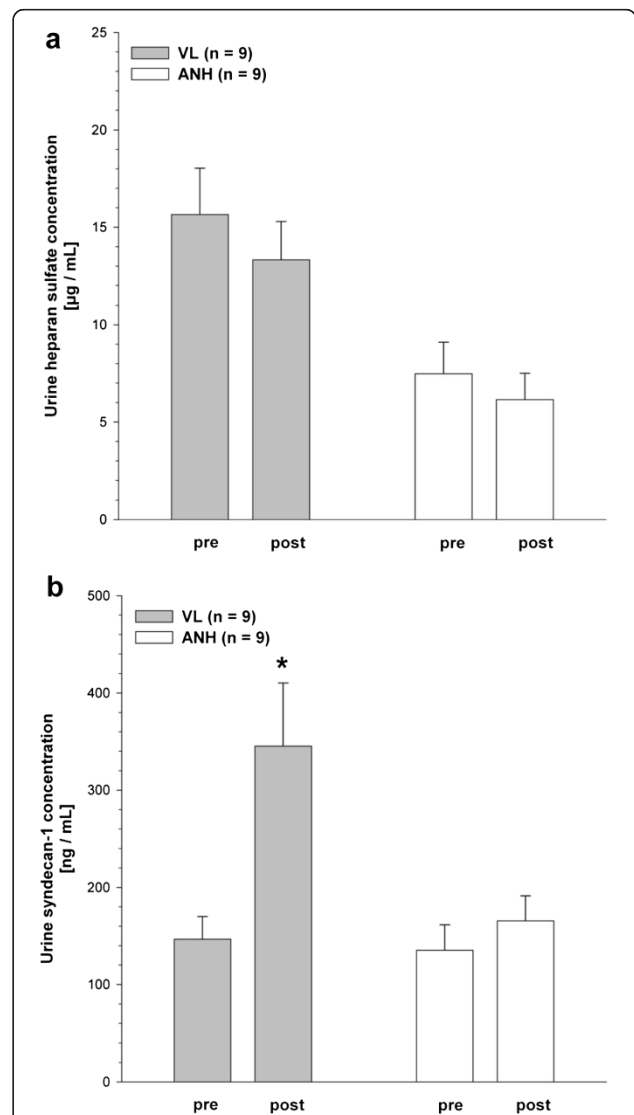 a
25
VL (n = 9)
ANH (n = 9)
20
15
10
5
0
Urine heparan sulfate concentration
[µg / mL]
pre
post
pre
post
b
500
VL (n = 9)
ANH (n = 9)
*
400
300
200
100
0
Urine syndecan-1 concentration
[ng / mL]
pre
post
pre
post